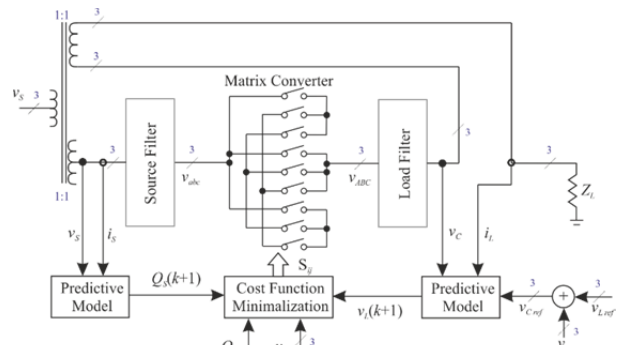 1:1
3
3
Matrix Converter
v_S
3
3
Source Filter
3
v_abc
3
v_ABC
Load Filter
3
3
Z_L
1:1
v_S
i_S
v_C
i_L
S_ij
Predictive
Model
Q_S(k+1)
Cost Function
Minimalization
v_L(k+1)
Predictive
Model
3
v_C ref
+
3
v_L ref
3
3